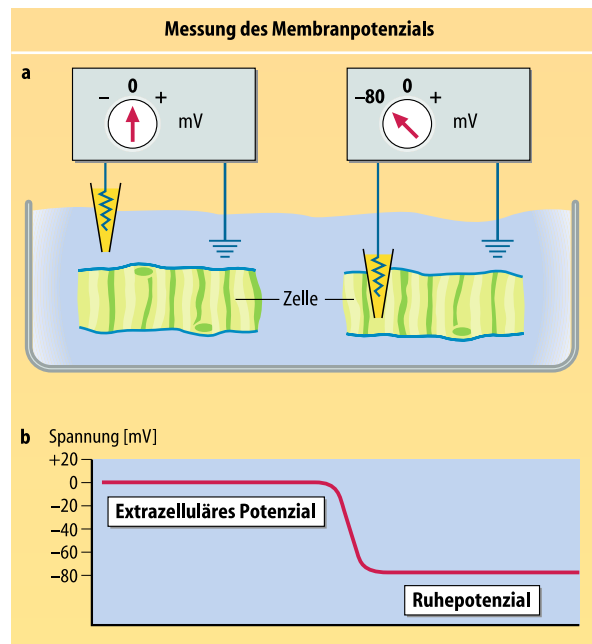 Messung des Membranpotenzials
a
0
– +
mV
0
–80 +
mV
Zelle
b Spannung [mV]
+20
0
–20
–40
–60
–80
Extrazelluläres Potenzial
Ruhepotenzial